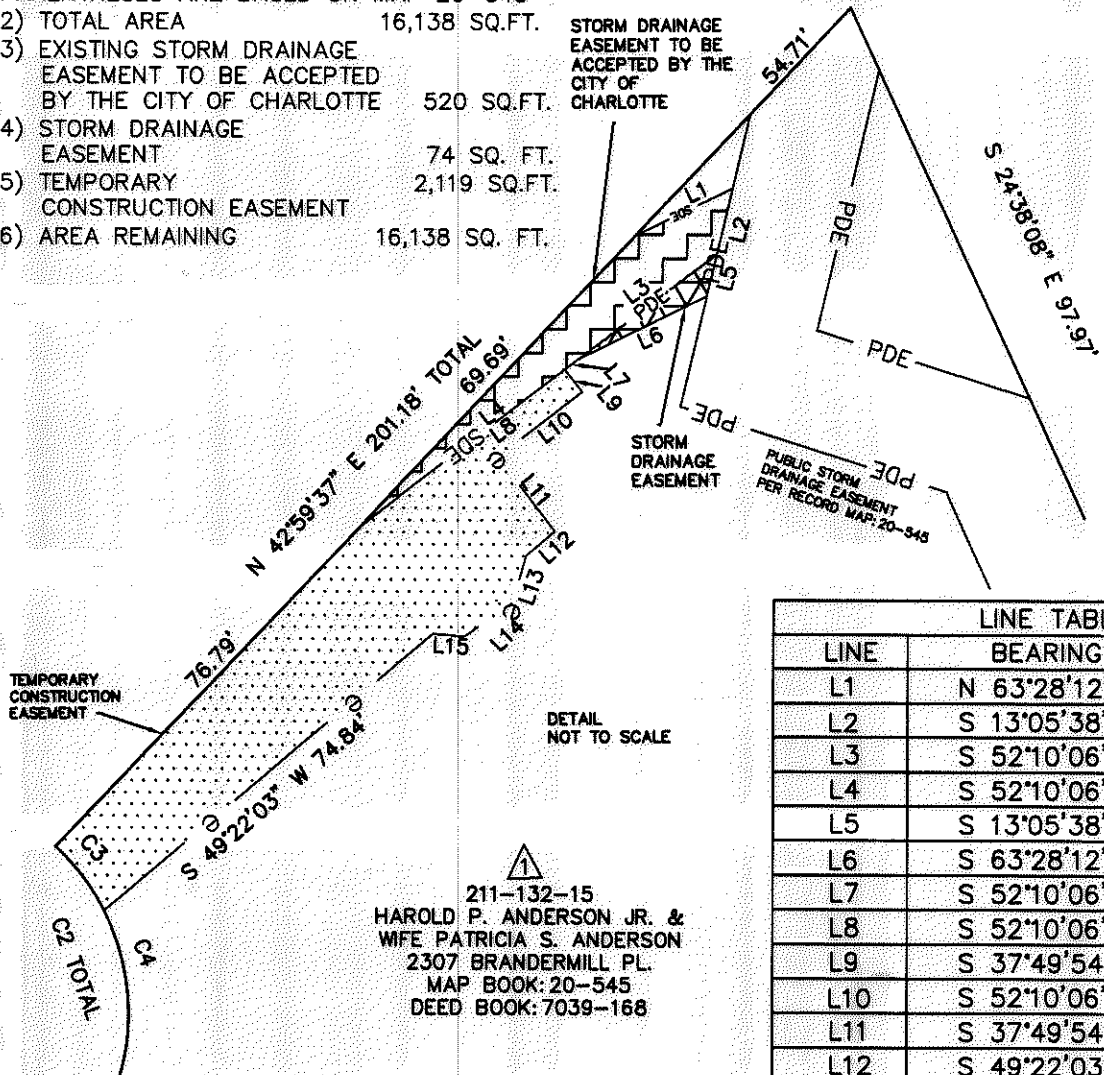 2) TOTAL AREA 16,138 SQ.FT.
3) EXISTING STORM DRAINAGE
EASEMENT TO BE ACCEPTED
BY THE CITY OF CHARLOTTE 520 SQ.FT.
4) STORM DRAINAGE
EASEMENT 74 SQ. FT.
5) TEMPORARY 2,119 SQ.FT.
CONSTRUCTION EASEMENT
6) AREA REMAINING 16,138 SQ. FT.
STORM DRAINAGE
EASEMENT TO BE
ACCEPTED BY THE
CITY OF
CHARLOTTE
54.71'
S 24°38'08" E 97.97'
PDE
PDE
L1
SDE
L2
PDE
L5
L3
PDE
L6
L7
L9
N 42°59'37" E 201.18' TOTAL
69.69'
L4
SDE
L8
L10
STORM
DRAINAGE
EASEMENT
PDE
PDE
PUBLIC STORM
DRAINAGE EASEMENT
PER RECORD MAP: 20-545
L11
L12
L13
L14
L15
76.79'
TEMPORARY
CONSTRUCTION
EASEMENT
S 49°22'03" W 74.84'
DETAIL
NOT TO SCALE
C3
C4
C2 TOTAL
1
211-132-15
HAROLD P. ANDERSON JR. &
WIFE PATRICIA S. ANDERSON
2307 BRANDERMILL PL.
MAP BOOK: 20-545
DEED BOOK: 7039-168
LINE BEARING
L1 N 63°28'12
L2 S 13°05'38'
L3 S 52°10'06'
L4 S 52°10'06'
L5 S 13°05'38'
L6 S 63°28'12'
L7 S 52°10'06'
L8 S 52°10'06'
L9 S 37°49'54
L10 S 52°10'06'
L11 S 37°49'54
L12 S 49°22'03